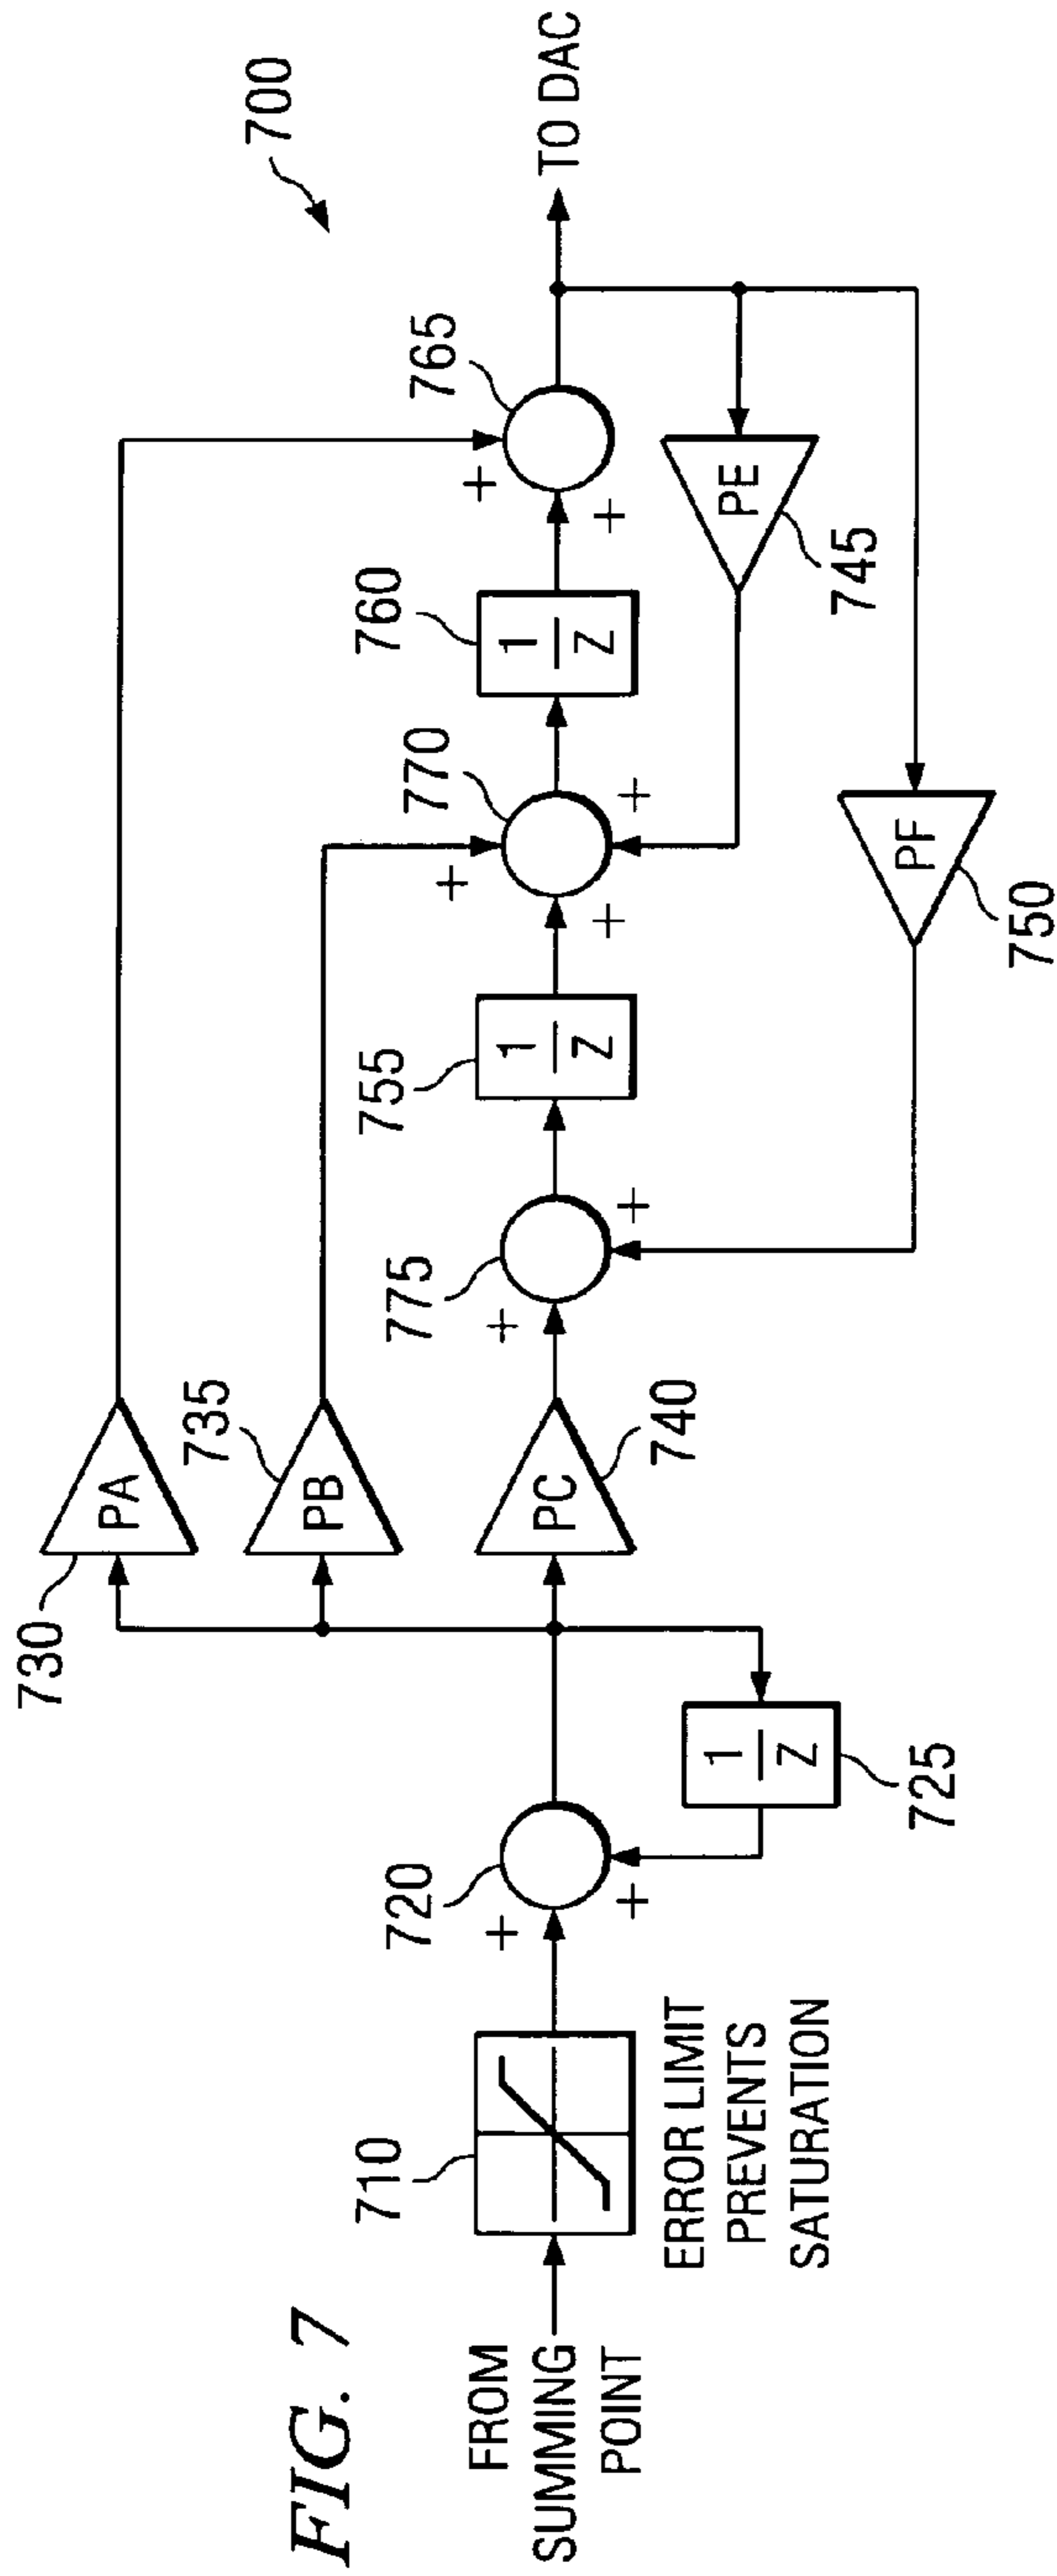 FIG. 7
700
FROM
SUMMING
POINT
710
ERROR LIMIT
PREVENTS
SATURATION
720
+
+
1
Z
725
730
PA
735
PB
PC
740
775
+
+
755
1
Z
770
+
+
+
760
1
Z
765
+
+
TO DAC
PE
745
PF
750